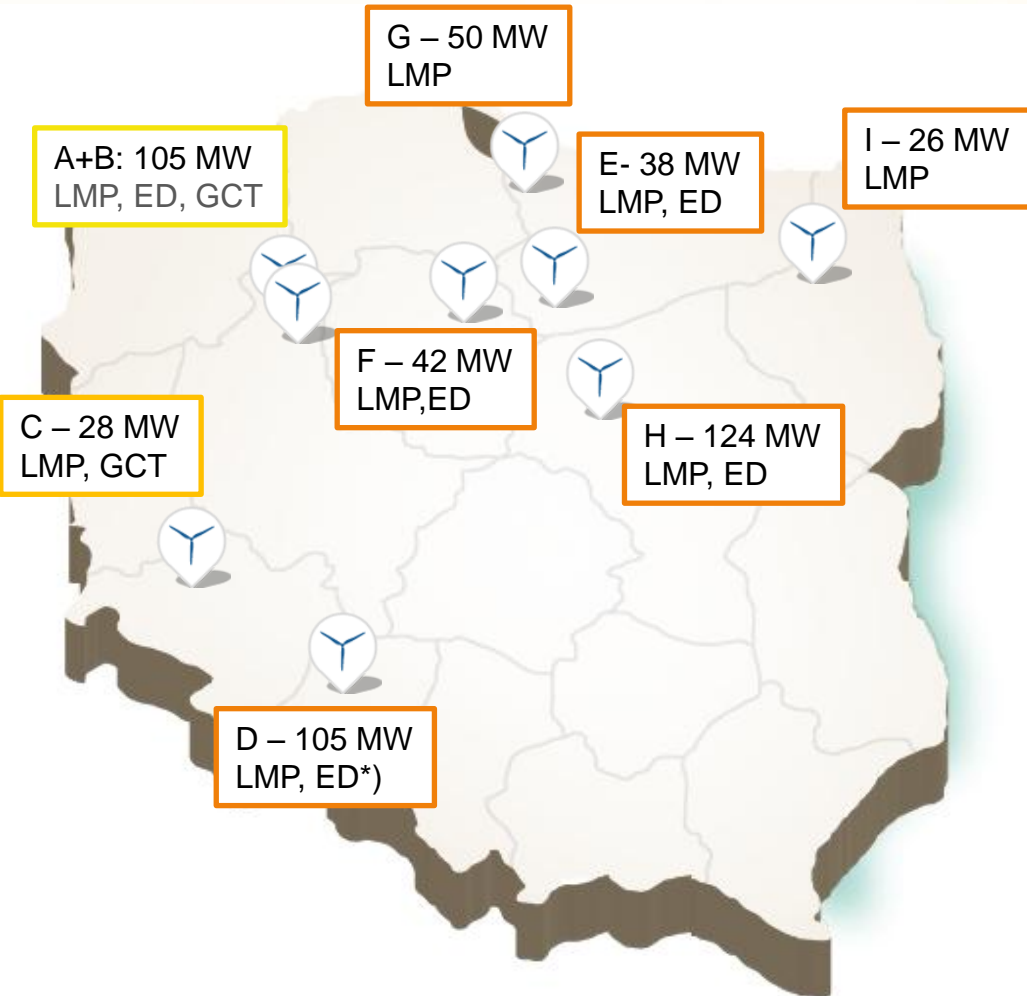 G – 50 MW
LMP
A+B: 105 MW
LMP, ED, GCT
E- 38 MW
LMP, ED
I – 26 MW
LMP
F – 42 MW
LMP,ED
C – 28 MW
LMP, GCT
H – 124 MW
LMP, ED
D – 105 MW
LMP, ED*)